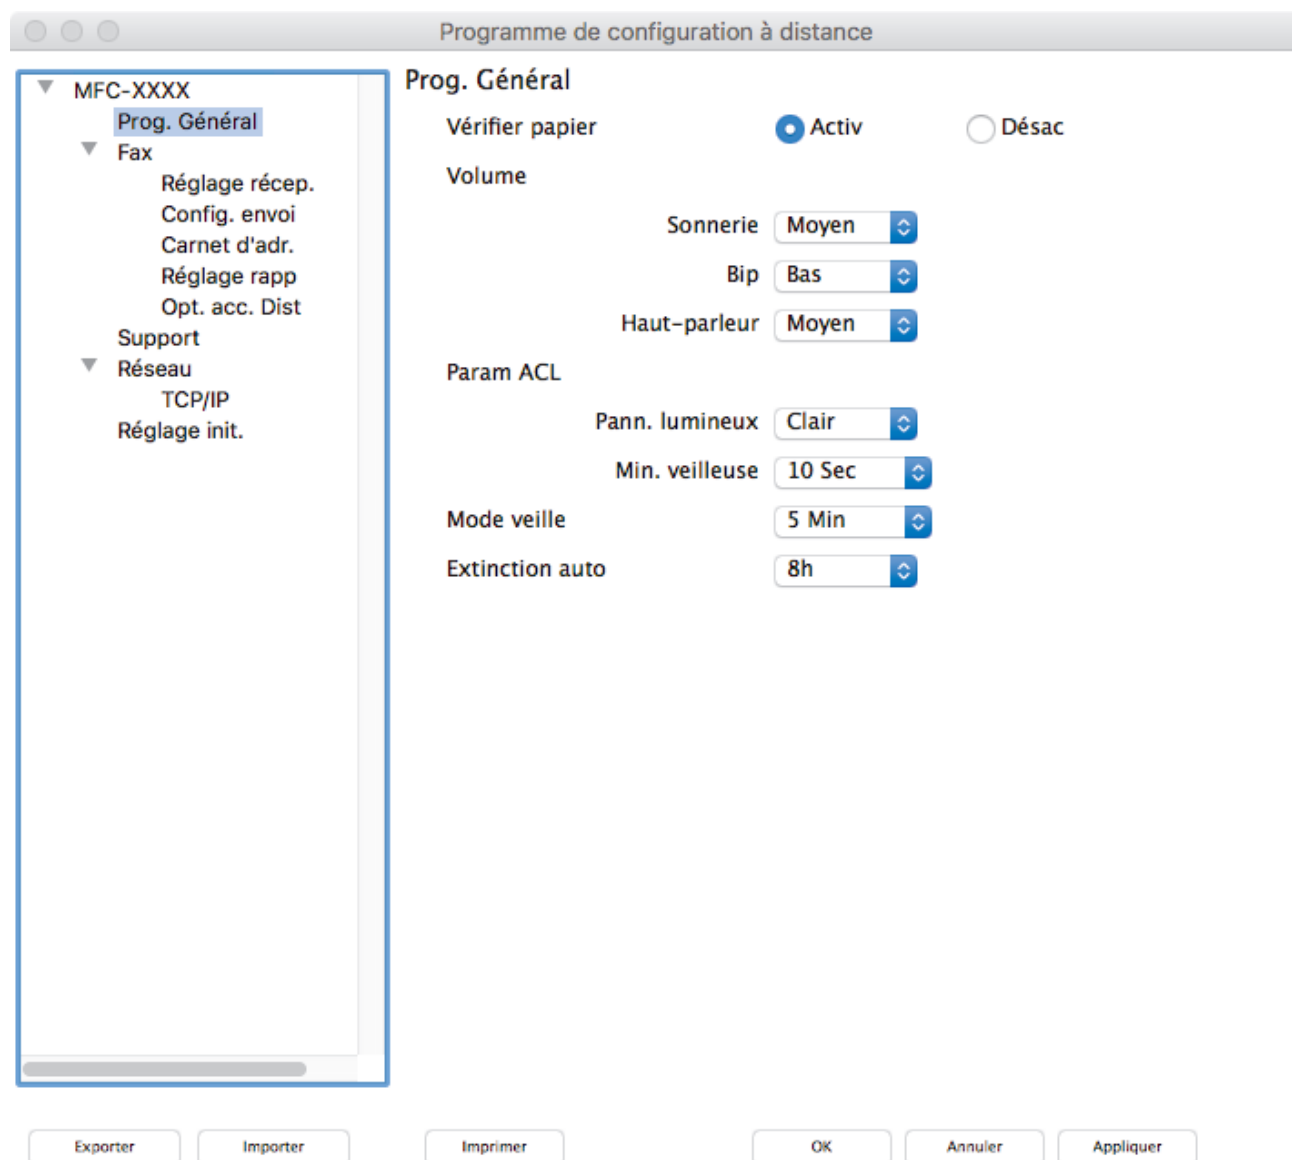 Programme de configuration à distance
MFC-XXXX
Prog. Général
Fax
Réglage récep.
Config. envoi
Carnet d'adr.
Réglage rapp
Opt. acc. Dist
Support
Réseau
TCP/IP
Réglage init.
Prog. Général
Vérifier papier Activ Désac
Volume
Sonnerie Moyen
Bip Bas
Haut-parleur Moyen
Param ACL
Pann. lumineux Clair
Min. veilleuse 10 Sec
Mode veille 5 Min
Extinction auto 8h
Exporter Importer Imprimer OK Annuler Appliquer